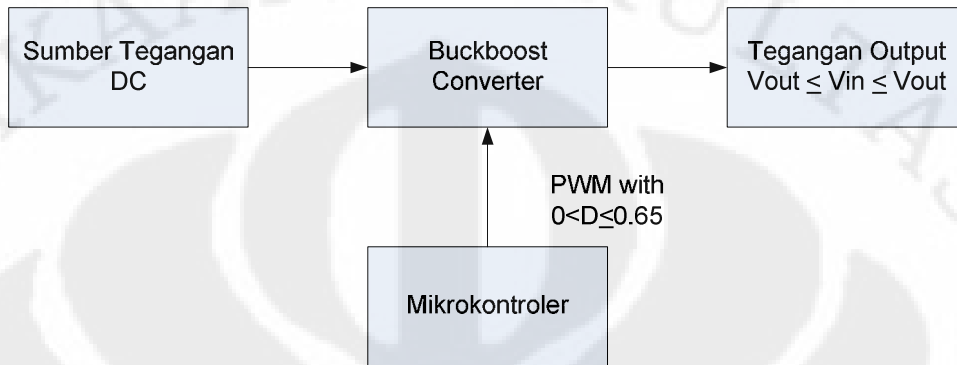 Sumber Tegangan
DC
Buckboost
Converter
Tegangan Output
Vout ≤ Vin ≤ Vout
PWM with
0<D≤0.65
Mikrokontroler